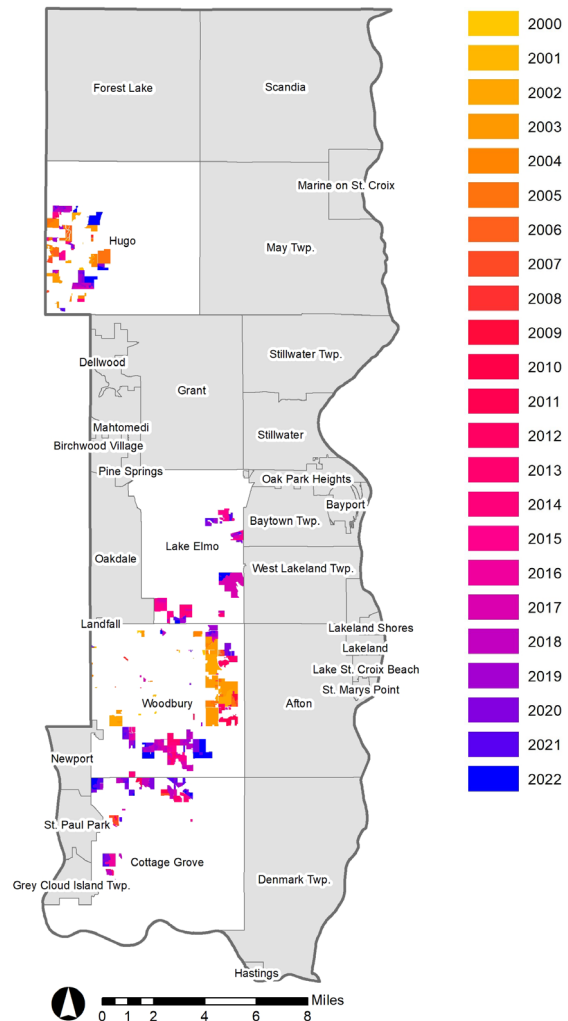 Forest Lake
Scandia
Marine on St. Croix
Hugo
May Twp.
Stillwater Twp.
Dellwood
Grant
Mahtomedi
Stillwater
Birchwood Village
Pine Springs
Oak Park Heights
Bayport
Baytown Twp.
Lake Elmo
Oakdale
West Lakeland Twp.
Landfall
Lakeland Shores
Lakeland
Lake St. Croix Beach
St. Marys Point
Woodbury
Afton
Newport
St. Paul Park
Cottage Grove
Denmark Twp.
Grey Cloud Island Twp.
Hastings
Miles
0 2 4 6 8
2000
2001
2002
2003
2004
2005
2006
2007
2008
2009
2010
2011
2012
2013
2014
2015
2016
2017
2018
2019
2020
2021
2022